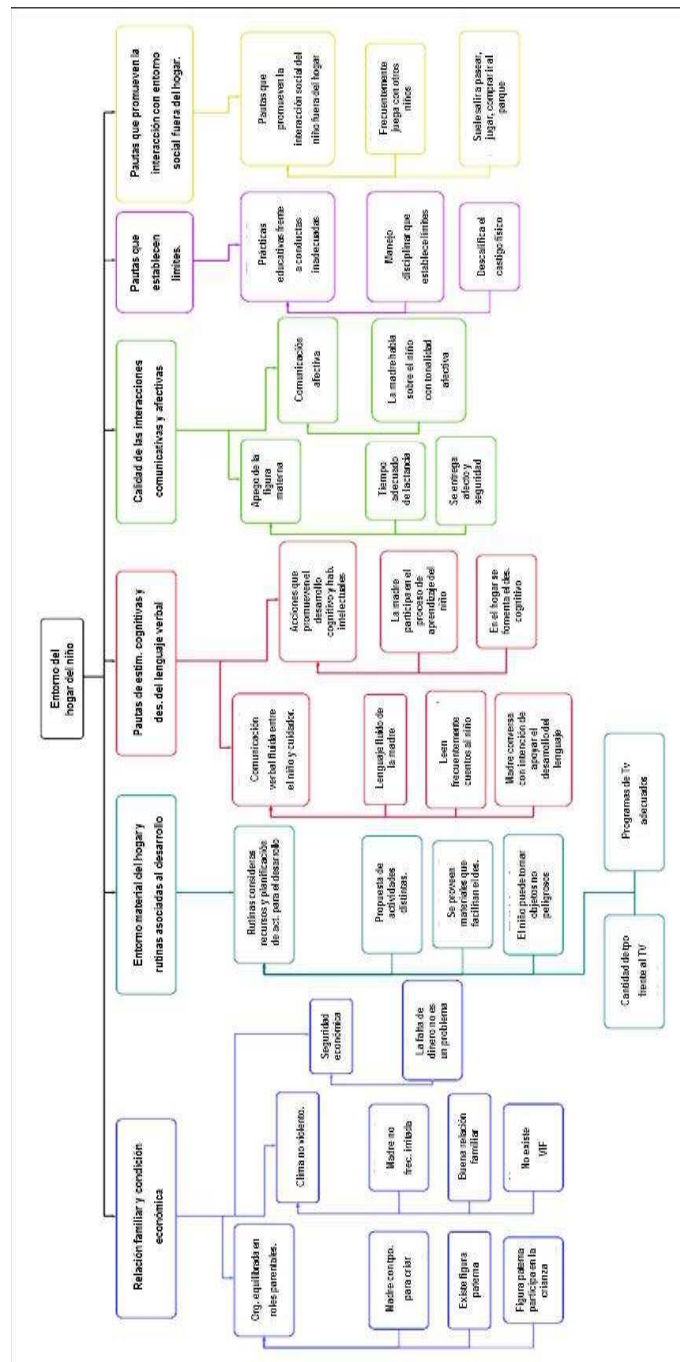 Entorno del
hogar del niño
Relación familiar y condición
económica
Org. equilibrada en
roles parentales.
Madre con tpo.
para criar
Existe figura
paterna
Figura paterna
participa en la
crianza
Clima no violento.
Madre no
frec. irritada
Buena relación
familiar
No existe
VIF
Seguridad
económica
La falta de
dinero no es
un problema
Entorno material del hogar y
rutinas asociadas al desarrollo
Rutinas consideras
recursos y planificación
de act. para el desarrollo
Propuesta de
actividades
distintas.
Se proveen
materiales que
facilitan el des.
El niño puede tomar
objetos no
peligrosos
Cantidad de tpo
frente al TV
Programas de Tv
adecuados
Pautas de estim. cognitivas y
des. del lenguaje verbal
Comunicación
verbal fluida entre
el niño y cuidador.
Lenguaje fluido de
la madre
Leen
frecuentemente
cuentos al niño
Madre conversa
con intención de
apoyar el
desarrollo del
lenguaje
Acciones que
promueven el
desarrollo
cognitivo y hab.
intelectuales
La madre
participa en el
proceso de
aprendizaje del
niño
En el hogar se
fomenta el des.
cognitivo
Calidad de las interacciones
comunicativas y afectivas
Apego de la
figura
materna
Tiempo
adecuado
de lactancia
Se entrega
afecto y
seguridad
Comunicación
afectiva
La madre habla
sobre el niño
con tonalidad
afectiva
Pautas que
establecen
limites.
Prácticas
educativas frente
a conductas
inadecuadas
Manejo
disciplinar que
establece limites
Descalifica el
castigo físico
Pautas que promueven la
interacción con entorno
social fuera del hogar.
Pautas que
promueven la
interacción social del
niño fuera del hogar
Frecuentemente
juega con otros
niños
Suele salir a pasear,
jugar, comprar ir al
parque